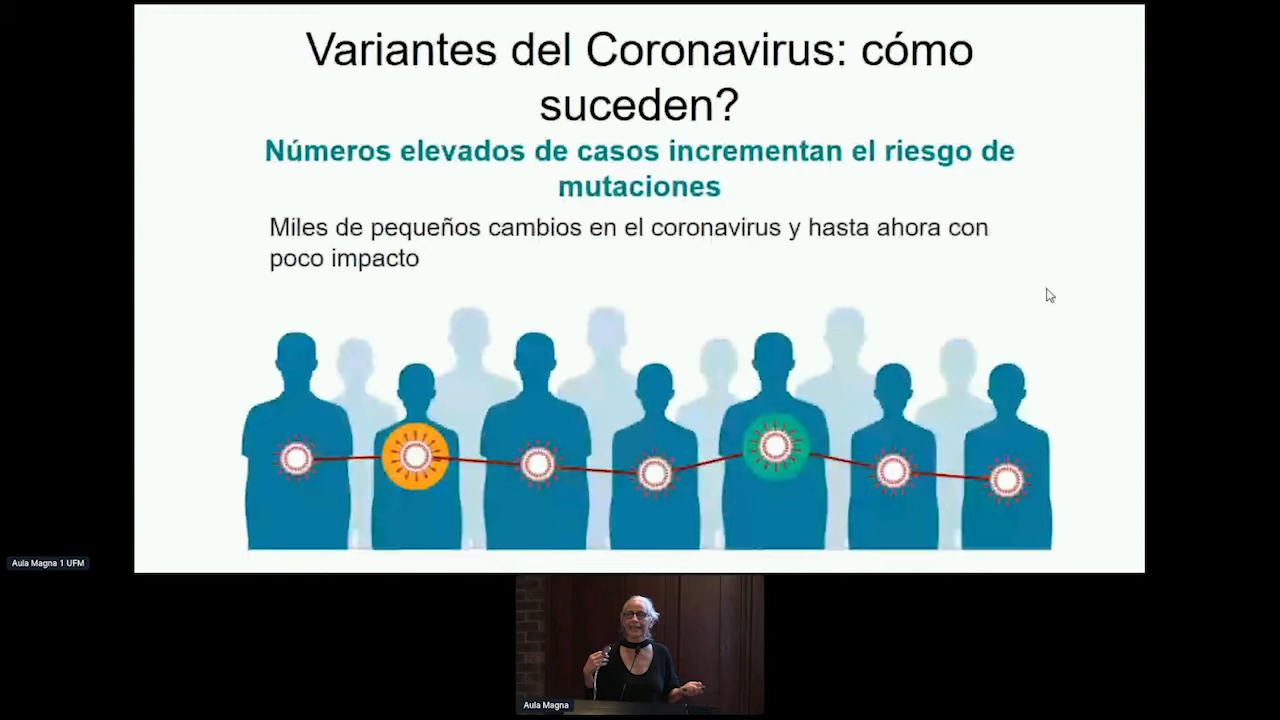 Variantes del Coronavirus: cómo
suceden?
Números elevados de casos incrementan el riesgo de
mutaciones
Miles de pequeños cambios en el coronavirus y hasta ahora con
poco impacto
Aula Magna 1 UFM
Aula Magna